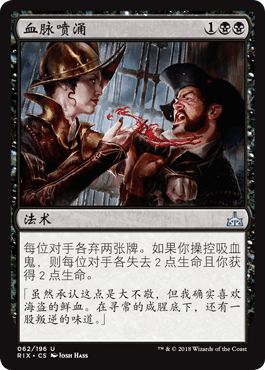 血脉喷涌 1
法术
每位对手各弃两张牌。如果你操控吸血
鬼，则每位对手各失去2点生命且你获
得2点生命。
「虽然承认这点是大不敬，但我确实喜欢
海盗的鲜血。在寻常的咸腥底下，还有一
股叛逆的味道。」
062/196 U
RIX • CS Josh Hass
™ & © 2018 Wizards of the Coast